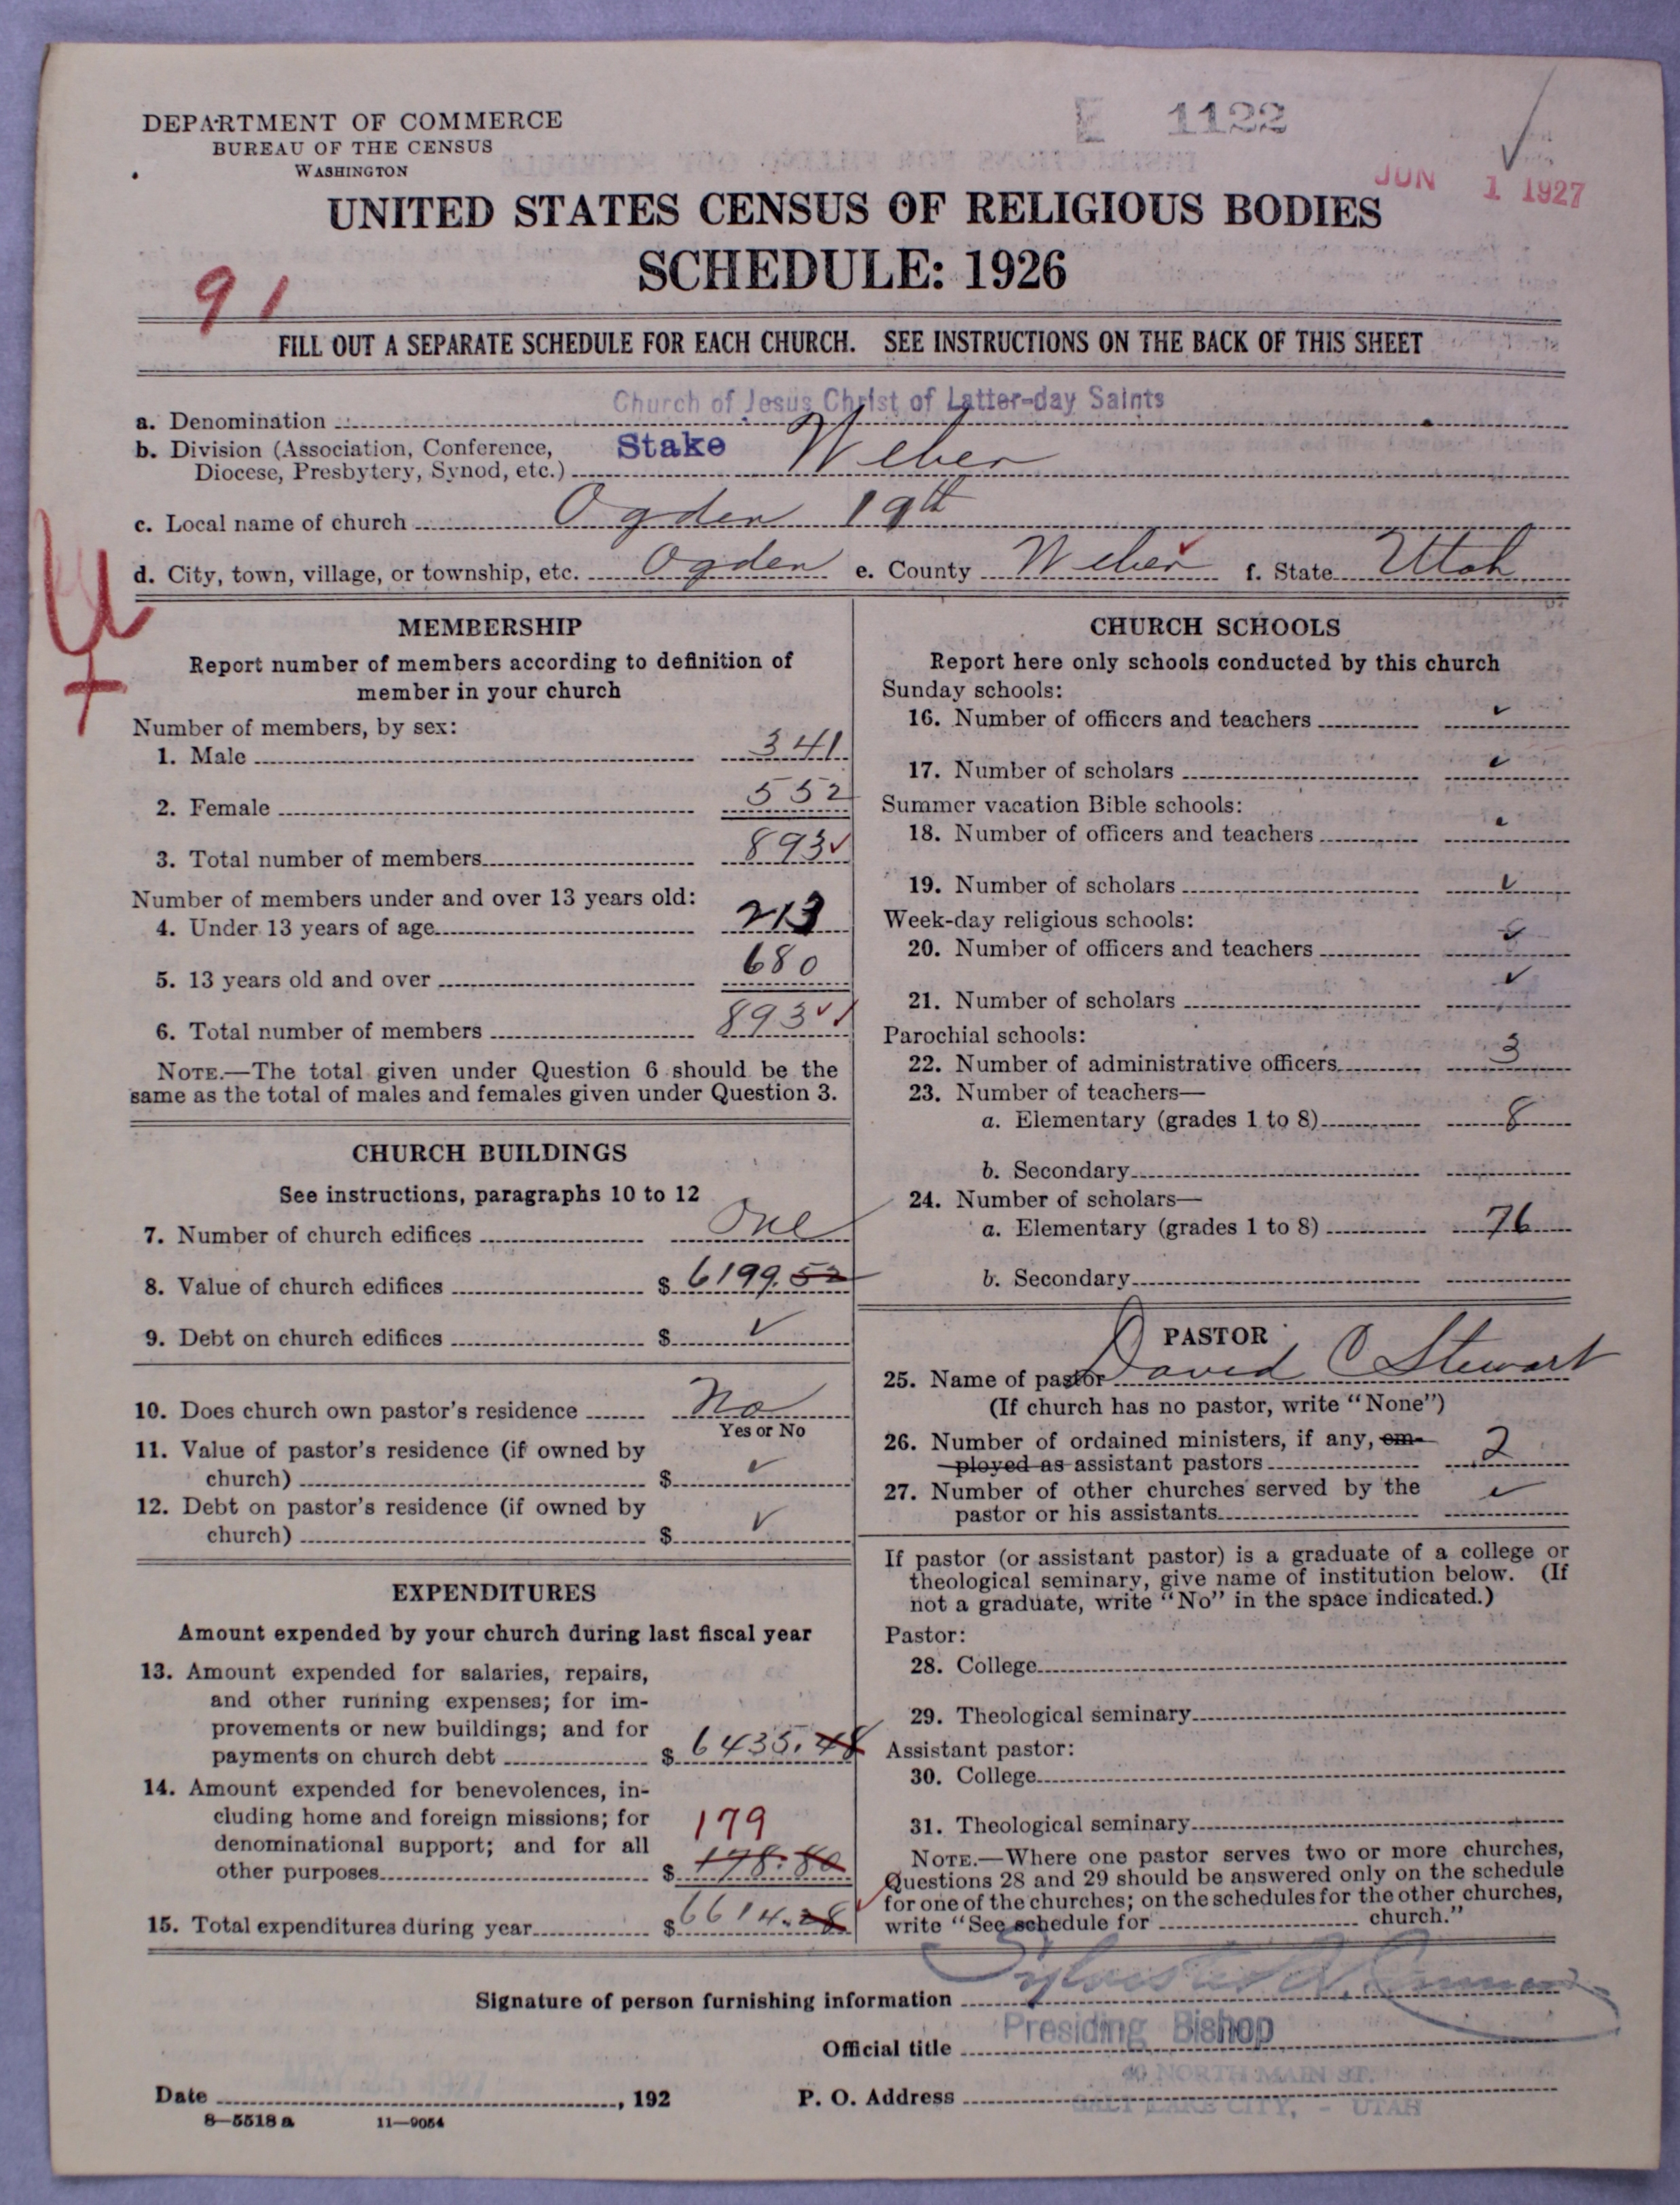 DEPARTMENT OF COMMERCE
BUREAU OF THE CENSUS
WASHINGTON
E 1122
JUN 1 1927
UNITED STATES CENSUS OF RELIGIOUS BODIES
SCHEDULE: 1926
91
FILL OUT A SEPARATE SCHEDULE FOR EACH CHURCH. SEE INSTRUCTIONS ON THE BACK OF THIS SHEET
a. Denomination Church of Jesus Christ of Latter-day Saints
b. Division (Association, Conference, Stake Weber
Diocese, Presbytery, Synod, etc.)
c. Local name of church Ogden 19th
d. City, town, village, or township, etc. Ogden e. County Weber f. State Utah
MEMBERSHIP
Report number of members according to definition of
member in your church
Number of members, by sex:
1. Male 341
2. Female 552
3. Total number of members 893
Number of members under and over 13 years old:
4. Under 13 years of age 213
5. 13 years old and over 680
6. Total number of members 893
NOTE.—The total given under Question 6 should be the
same as the total of males and females given under Question 3.
CHURCH BUILDINGS
See instructions, paragraphs 10 to 12
7. Number of church edifices One
8. Value of church edifices $ 6199.52
9. Debt on church edifices $ ✓
10. Does church own pastor's residence No
Yes or No
11. Value of pastor's residence (if owned by
church) $ ✓
12. Debt on pastor's residence (if owned by
church) $ ✓
EXPENDITURES
Amount expended by your church during last fiscal year
13. Amount expended for salaries, repairs,
and other running expenses; for im-
provements or new buildings; and for
payments on church debt $ 6435.48
14. Amount expended for benevolences, in-
cluding home and foreign missions; for 179
denominational support; and for all
other purposes $ 178.80
15. Total expenditures during year $ 6614.28
CHURCH SCHOOLS
Report here only schools conducted by this church
Sunday schools:
16. Number of officers and teachers ✓
17. Number of scholars ✓
Summer vacation Bible schools:
18. Number of officers and teachers ✓
19. Number of scholars ✓
Week-day religious schools:
20. Number of officers and teachers ✓
21. Number of scholars ✓
Parochial schools:
22. Number of administrative officers 3
23. Number of teachers—
a. Elementary (grades 1 to 8) 8
b. Secondary
24. Number of scholars—
a. Elementary (grades 1 to 8) 76
b. Secondary
PASTOR
25. Name of pastor David O Stewart
(If church has no pastor, write "None")
26. Number of ordained ministers, if any, em-
ployed as assistant pastors 2
27. Number of other churches served by the
pastor or his assistants ✓
If pastor (or assistant pastor) is a graduate of a college or
theological seminary, give name of institution below. (If
not a graduate, write "No" in the space indicated.)
Pastor:
28. College
29. Theological seminary
Assistant pastor:
30. College
31. Theological seminary
NOTE.—Where one pastor serves two or more churches,
Questions 28 and 29 should be answered only on the schedule
for one of the churches; on the schedules for the other churches,
write "See schedule for church."
Signature of person furnishing information Sylvester Q. Cannon
Official title Presiding Bishop
40 NORTH MAIN ST.
Date , 192 P. O. Address SALT LAKE CITY, - UTAH
8—5518a 11—9054